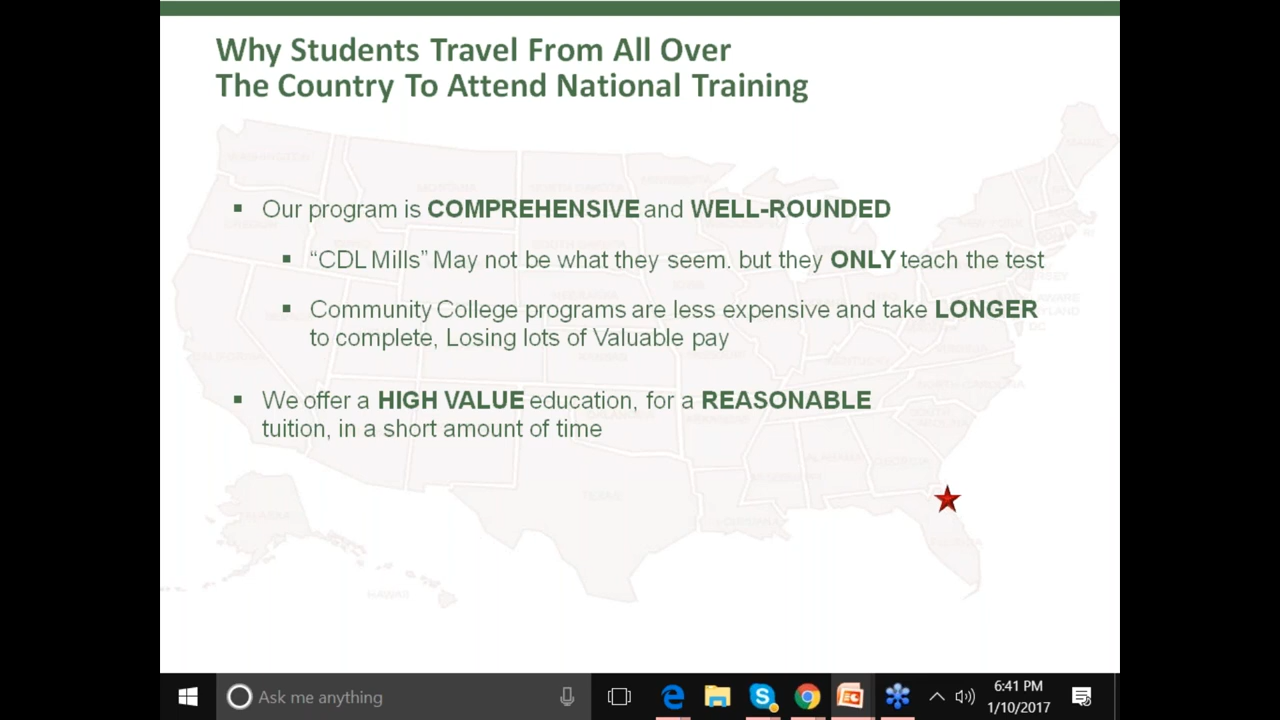 Why Students Travel From All Over
The Country To Attend National Training
Our program is COMPREHENSIVE and WELL-ROUNDED
“CDL Mills” May not be what they seem. but they ONLY teach the test
Community College programs are less expensive and take LONGER
to complete, Losing lots of Valuable pay
We offer a HIGH VALUE education, for a REASONABLE
tuition, in a short amount of time
TEXAS
HAWAII
Ask me anything
6:41 PM
1/10/2017